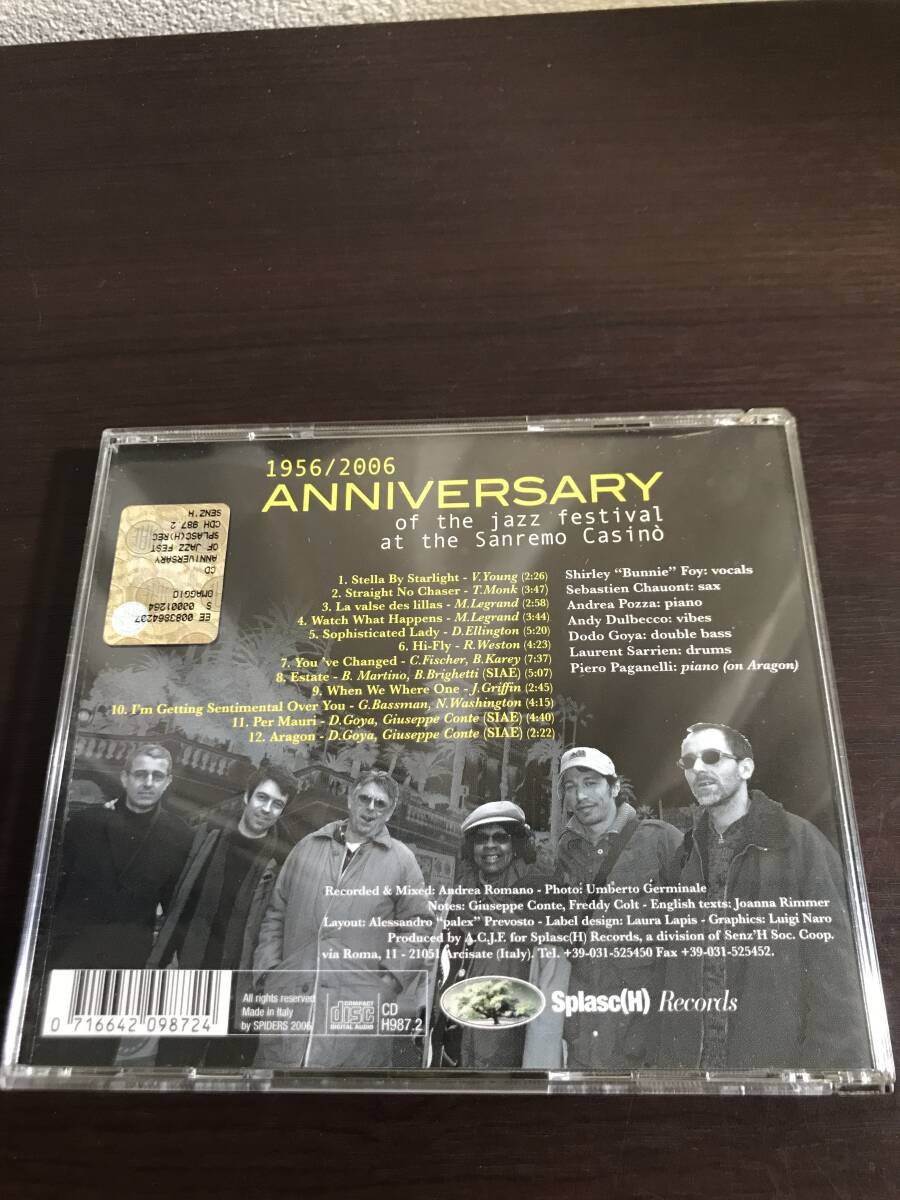 1956/2006
ANNIVERSARY
of the jazz festival
at the Sanremo Casinò
SENZ'H
CDH 987 2
SPLASC(H)REC
OF JAZZ FEST
ANNIVERSARY
CD
OMAGGIO
S 00001264
EE 0083664207
1. Stella By Starlight - V.Young (2:26)
2. Straight No Chaser - T.Monk (3:47)
3. La valse des lillas - M.Legrand (2:58)
4. Watch What Happens - M.Legrand (3:44)
5. Sophisticated Lady - D.Ellington (5:20)
6. Hi-Fly - R.Weston (4:23)
7. You 've Changed - C.Fischer, B.Karey (7:37)
8. Estate - B. Martino, B.Brighetti (SIAE) (5:07)
9. When We Where One - J.Griffin (2:45)
10. I'm Getting Sentimental Over You - G.Bassman, N.Washington (4:15)
11. Per Mauri - D.Goya, Giuseppe Conte (SIAE) (4:40)
12. Aragon - D.Goya, Giuseppe Conte (SIAE) (2:22)
Shirley “Bunnie” Foy: vocals
Sebastien Chauont: sax
Andrea Pozza: piano
Andy Dulbecco: vibes
Dodo Goya: double bass
Laurent Sarrien: drums
Piero Paganelli: piano (on Aragon)
Recorded & Mixed: Andrea Romano - Photo: Umberto Germinale
Notes: Giuseppe Conte, Freddy Colt - English texts: Joanna Rimmer
Layout: Alessandro “palex” Prevosto - Label design: Laura Lapis - Graphics: Luigi Naro
Produced by A.C.J.F. for Splasc(H) Records, a division of Senz'H Soc. Coop.
via Roma, 11 - 21051 Arcisate (Italy). Tel. +39-031-525450 Fax +39-031-525452.
0 716642 098724
All rights reserved
Made in Italy
by SPIDERS 2006
COMPACT
disc
DIGITAL AUDIO
CD
H987.2
Splasc(H) Records